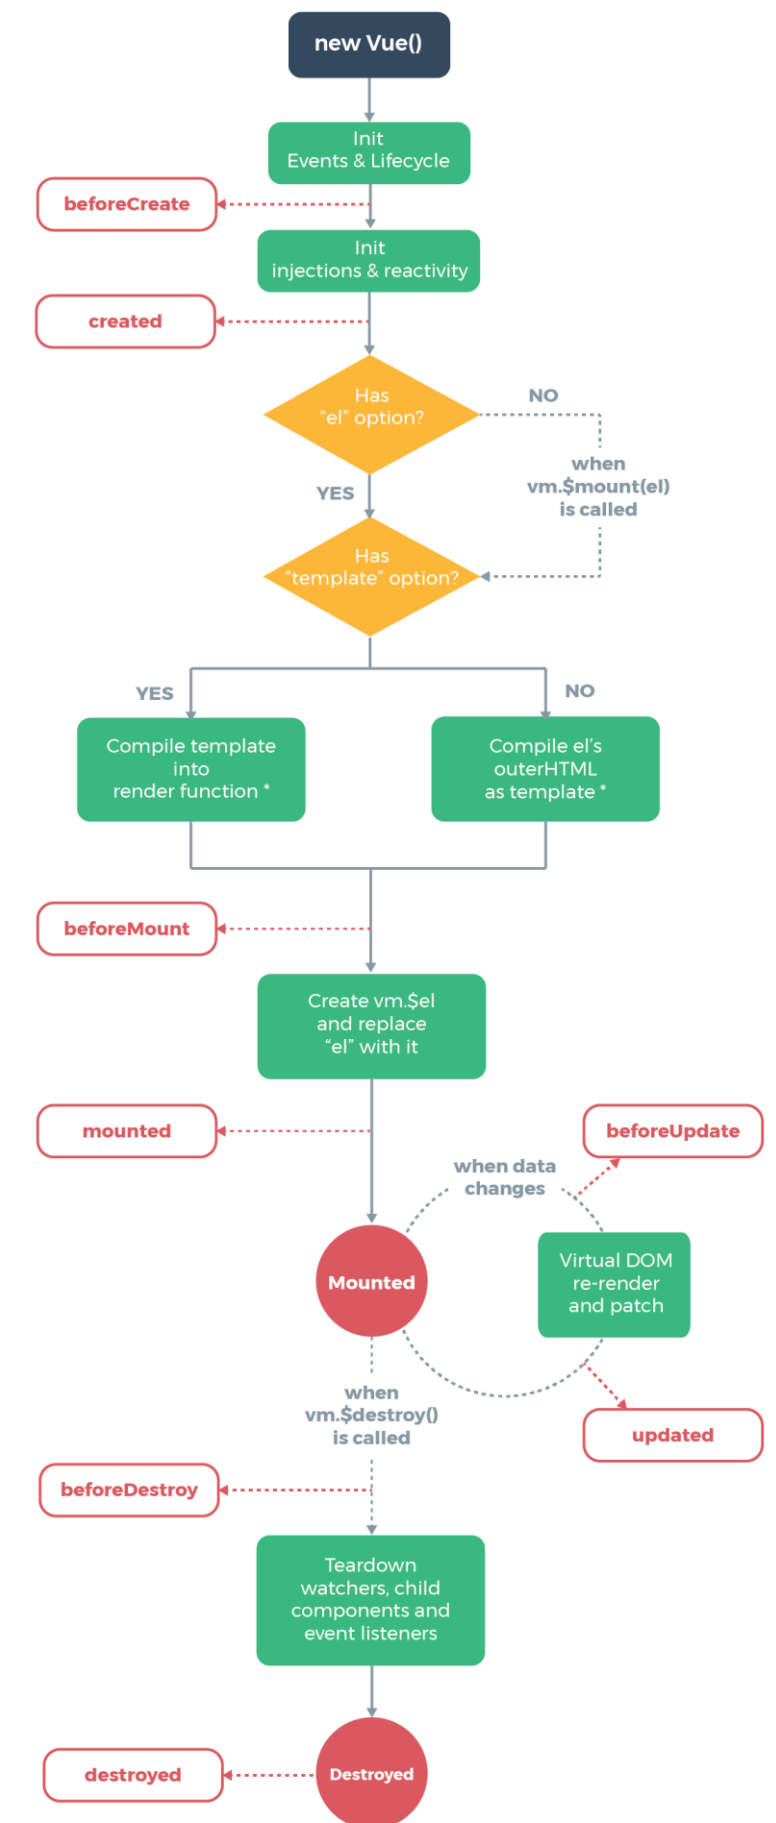 new Vue()
Init
Events & Lifecycle
beforeCreate
Init
injections & reactivity
created
Has
“el” option?
NO
when
vm.$mount(el)
is called
YES
Has
“template” option?
YES
NO
Compile template
into
render function *
Compile el’s
outerHTML
as template *
beforeMount
Create vm.$el
and replace
“el” with it
mounted
beforeUpdate
when data
changes
Mounted
Virtual DOM
re-render
and patch
when
vm.$destroy()
is called
updated
beforeDestroy
Teardown
watchers, child
components and
event listeners
destroyed
Destroyed